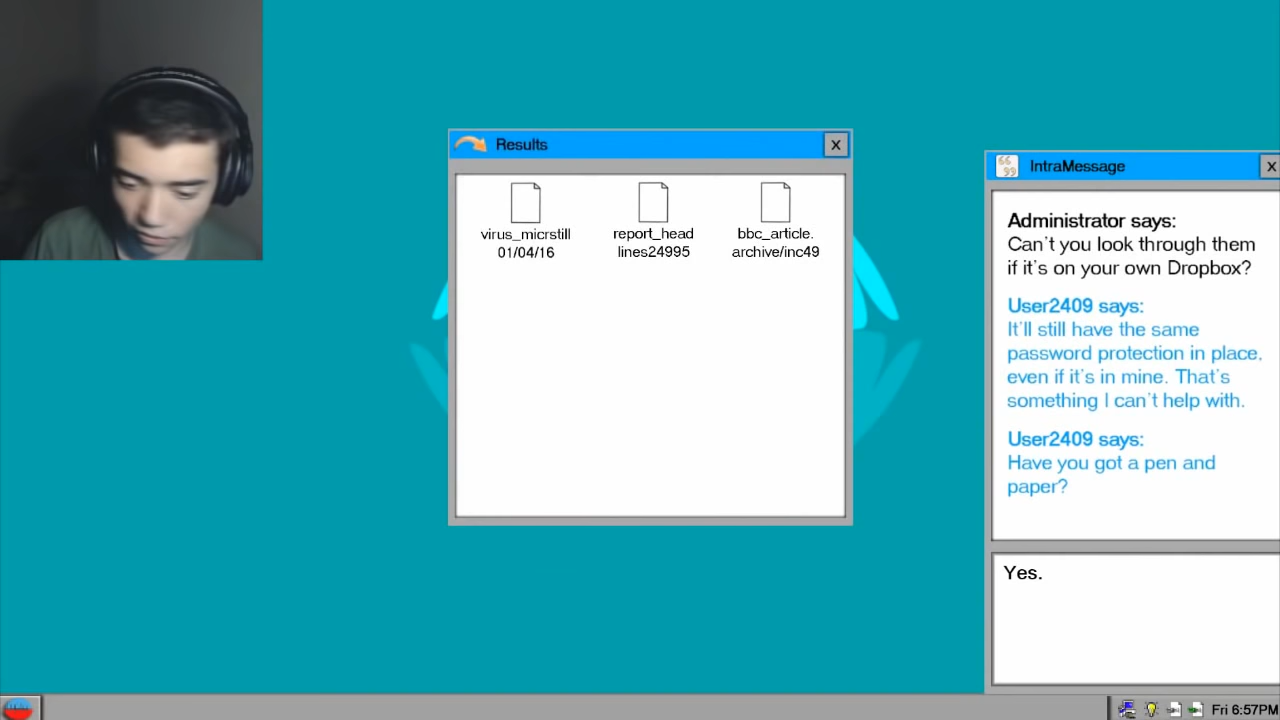 Results
virus_micrstill
01/04/16
report_head
lines24995
bbc_article.
archive/inc49
IntraMessage
Administrator says:
Can't you look through them
if it's on your own Dropbox?
User2409 says:
It'll still have the same
password protection in place,
even if it's in mine. That's
something I can't help with.
User2409 says:
Have you got a pen and
paper?
Yes.
Fri 6:57PM